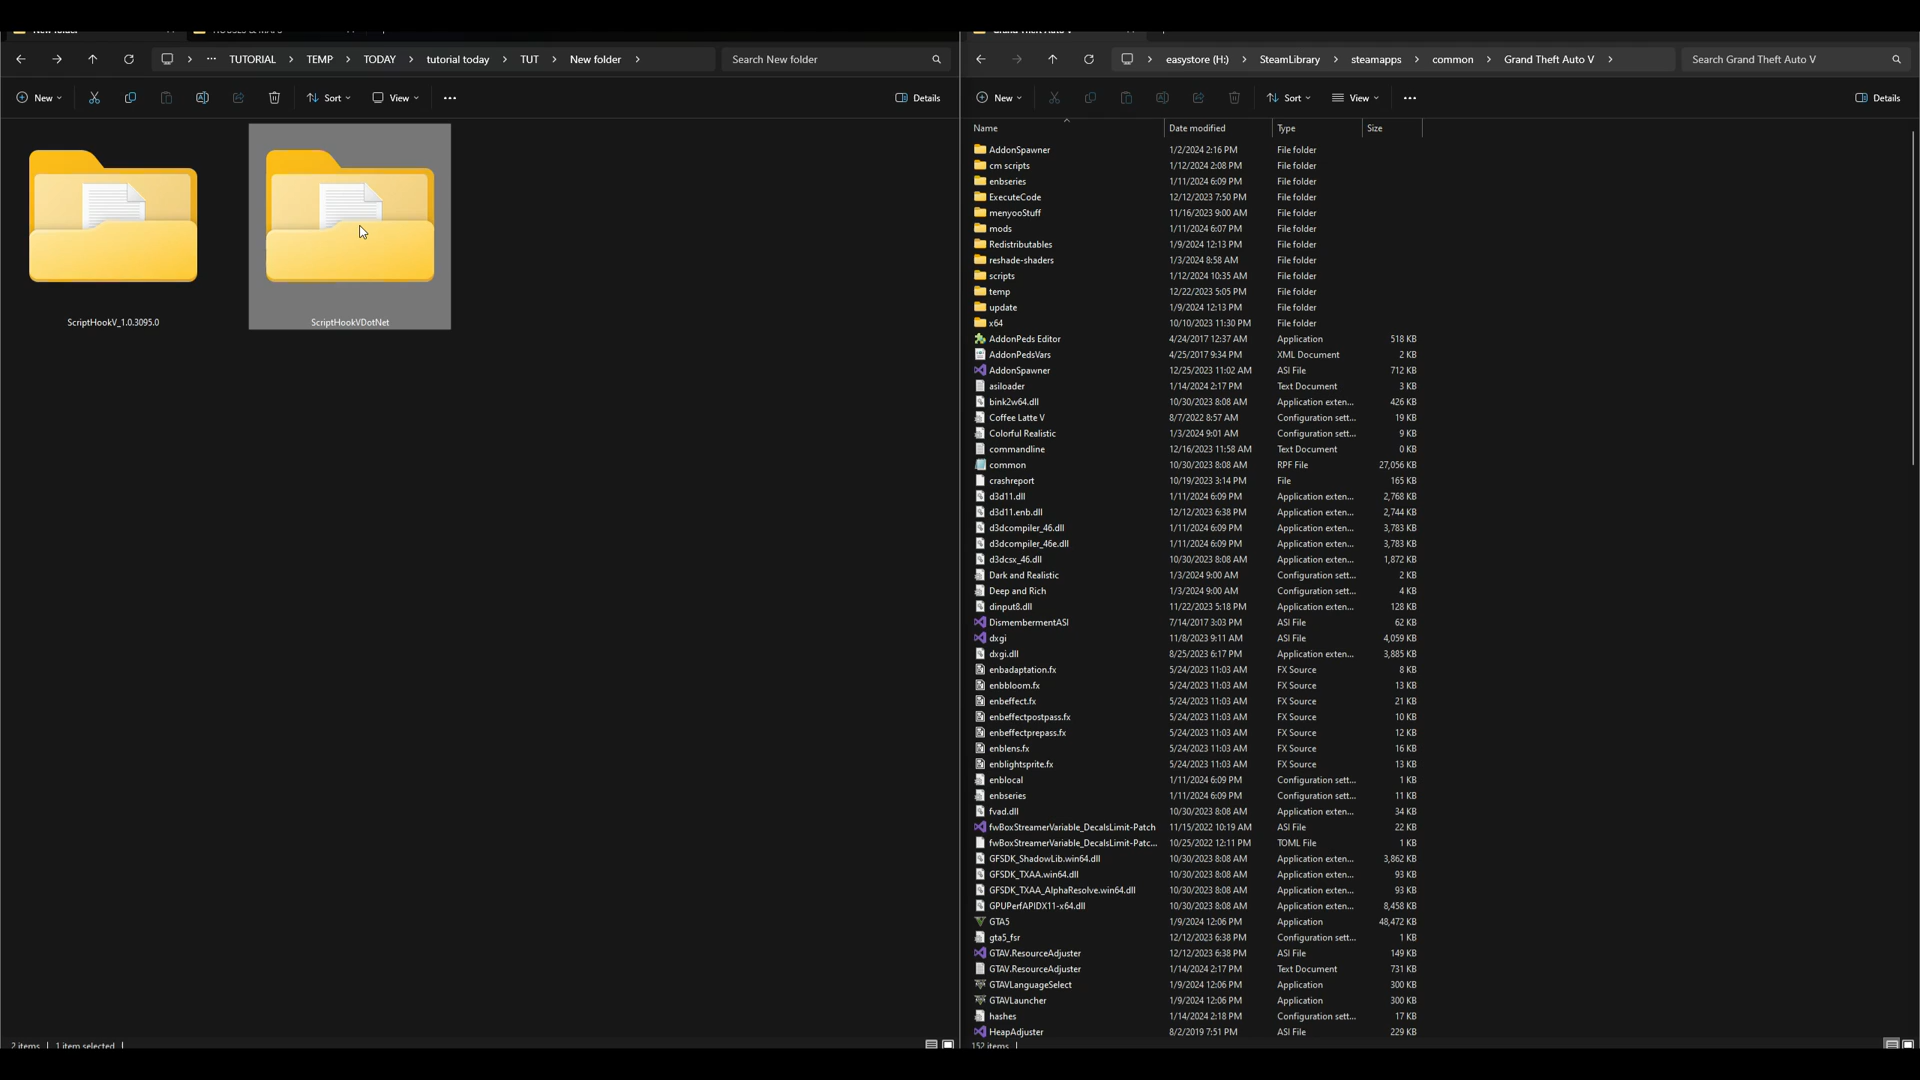 New folder
HOUSES & MAPS
Grand Theft Auto V
TUTORIAL > TEMP > TODAY > tutorial today > TUT > New folder >
Search New folder
easystore (H:) > SteamLibrary > steamapps > common > Grand Theft Auto V >
Search Grand Theft Auto V
New Sort View ... Details
New Sort View ... Details
ScriptHookV_1.0.3095.0
ScriptHookVDotNet
2 items | 1 item selected |
Name Date modified Type Size
AddonSpawner 1/2/2024 2:16 PM File folder
cm scripts 1/12/2024 2:08 PM File folder
enbseries 1/11/2024 6:09 PM File folder
ExecuteCode 12/12/2023 7:50 PM File folder
menyooStuff 11/16/2023 9:00 AM File folder
mods 1/11/2024 6:07 PM File folder
Redistributables 1/9/2024 12:13 PM File folder
reshade-shaders 1/3/2024 8:58 AM File folder
scripts 1/12/2024 10:35 AM File folder
temp 12/22/2023 5:05 PM File folder
update 1/9/2024 12:13 PM File folder
x64 10/10/2023 11:30 PM File folder
AddonPeds Editor 4/24/2017 12:37 AM Application 518 KB
AddonPedsVars 4/25/2017 9:34 PM XML Document 2 KB
AddonSpawner 12/25/2023 11:02 AM ASI File 712 KB
asiloader 1/14/2024 2:17 PM Text Document 3 KB
bink2w64.dll 10/30/2023 8:08 AM Application exten... 426 KB
Coffee Latte V 8/7/2022 8:57 AM Configuration sett... 19 KB
Colorful Realistic 1/3/2024 9:01 AM Configuration sett... 9 KB
commandline 12/16/2023 11:58 AM Text Document 0 KB
common 10/30/2023 8:08 AM RPF File 27,056 KB
crashreport 10/19/2023 3:14 PM File 165 KB
d3d11.dll 1/11/2024 6:09 PM Application exten... 2,768 KB
d3d11.enb.dll 12/12/2023 6:38 PM Application exten... 2,744 KB
d3dcompiler_46.dll 1/11/2024 6:09 PM Application exten... 3,783 KB
d3dcompiler_46e.dll 1/11/2024 6:09 PM Application exten... 3,783 KB
d3dcsx_46.dll 10/30/2023 8:08 AM Application exten... 1,872 KB
Dark and Realistic 1/3/2024 9:00 AM Configuration sett... 2 KB
Deep and Rich 1/3/2024 9:00 AM Configuration sett... 4 KB
dinput8.dll 11/22/2023 5:18 PM Application exten... 128 KB
DismembermentASI 7/14/2017 3:03 PM ASI File 62 KB
dxgi 11/8/2023 9:11 AM ASI File 4,059 KB
dxgi.dll 8/25/2023 6:17 PM Application exten... 3,885 KB
enbadaptation.fx 5/24/2023 11:03 AM FX Source 8 KB
enbbloom.fx 5/24/2023 11:03 AM FX Source 13 KB
enbeffect.fx 5/24/2023 11:03 AM FX Source 21 KB
enbeffectpostpass.fx 5/24/2023 11:03 AM FX Source 10 KB
enbeffectprepass.fx 5/24/2023 11:03 AM FX Source 12 KB
enblens.fx 5/24/2023 11:03 AM FX Source 16 KB
enblightsprite.fx 5/24/2023 11:03 AM FX Source 13 KB
enblocal 1/11/2024 6:09 PM Configuration sett... 1 KB
enbseries 1/11/2024 6:09 PM Configuration sett... 11 KB
fvad.dll 10/30/2023 8:08 AM Application exten... 34 KB
fwBoxStreamerVariable_DecalsLimit-Patch 11/15/2022 10:19 AM ASI File 22 KB
fwBoxStreamerVariable_DecalsLimit-Patc... 10/25/2022 12:11 PM TOML File 1 KB
GFSDK_ShadowLib.win64.dll 10/30/2023 8:08 AM Application exten... 3,862 KB
GFSDK_TXAA.win64.dll 10/30/2023 8:08 AM Application exten... 93 KB
GFSDK_TXAA_AlphaResolve.win64.dll 10/30/2023 8:08 AM Application exten... 93 KB
GPUPerfAPIDX11-x64.dll 10/30/2023 8:08 AM Application exten... 8,458 KB
GTA5 1/9/2024 12:06 PM Application 48,472 KB
gta5_fsr 12/12/2023 6:38 PM Configuration sett... 1 KB
GTAV.ResourceAdjuster 12/12/2023 6:38 PM ASI File 149 KB
GTAV.ResourceAdjuster 1/14/2024 2:17 PM Text Document 731 KB
GTAVLanguageSelect 1/9/2024 12:06 PM Application 300 KB
GTAVLauncher 1/9/2024 12:06 PM Application 300 KB
hashes 1/14/2024 2:18 PM Configuration sett... 17 KB
HeapAdjuster 8/2/2019 7:51 PM ASI File 229 KB
152 items |